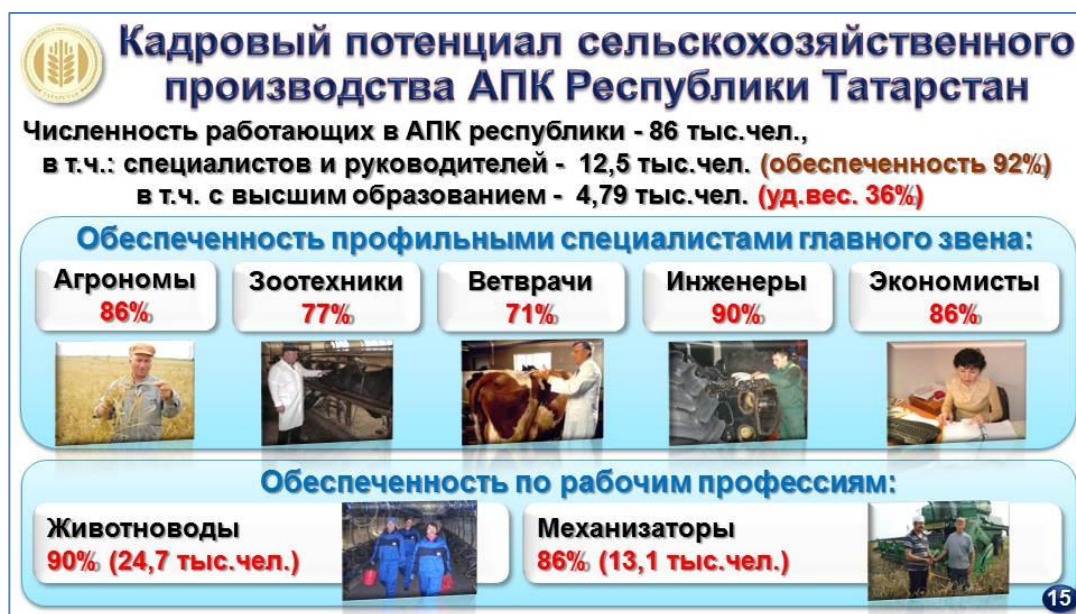 Кадровый потенциал сельскохозяйственного
производства АПК Республики Татарстан
Численность работающих в АПК республики - 86 тыс.чел.,
в т.ч.: специалистов и руководителей - 12,5 тыс.чел. (обеспеченность 92%)
в т.ч. с высшим образованием - 4,79 тыс.чел. (уд.вес. 36%)
Обеспеченность профильными специалистами главного звена:
Агрономы
86%
Зоотехники
77%
Ветврачи
71%
Инженеры
90%
Экономисты
86%
Обеспеченность по рабочим профессиям:
Животноводы
90% (24,7 тыс.чел.)
Механизаторы
86% (13,1 тыс.чел.)
15